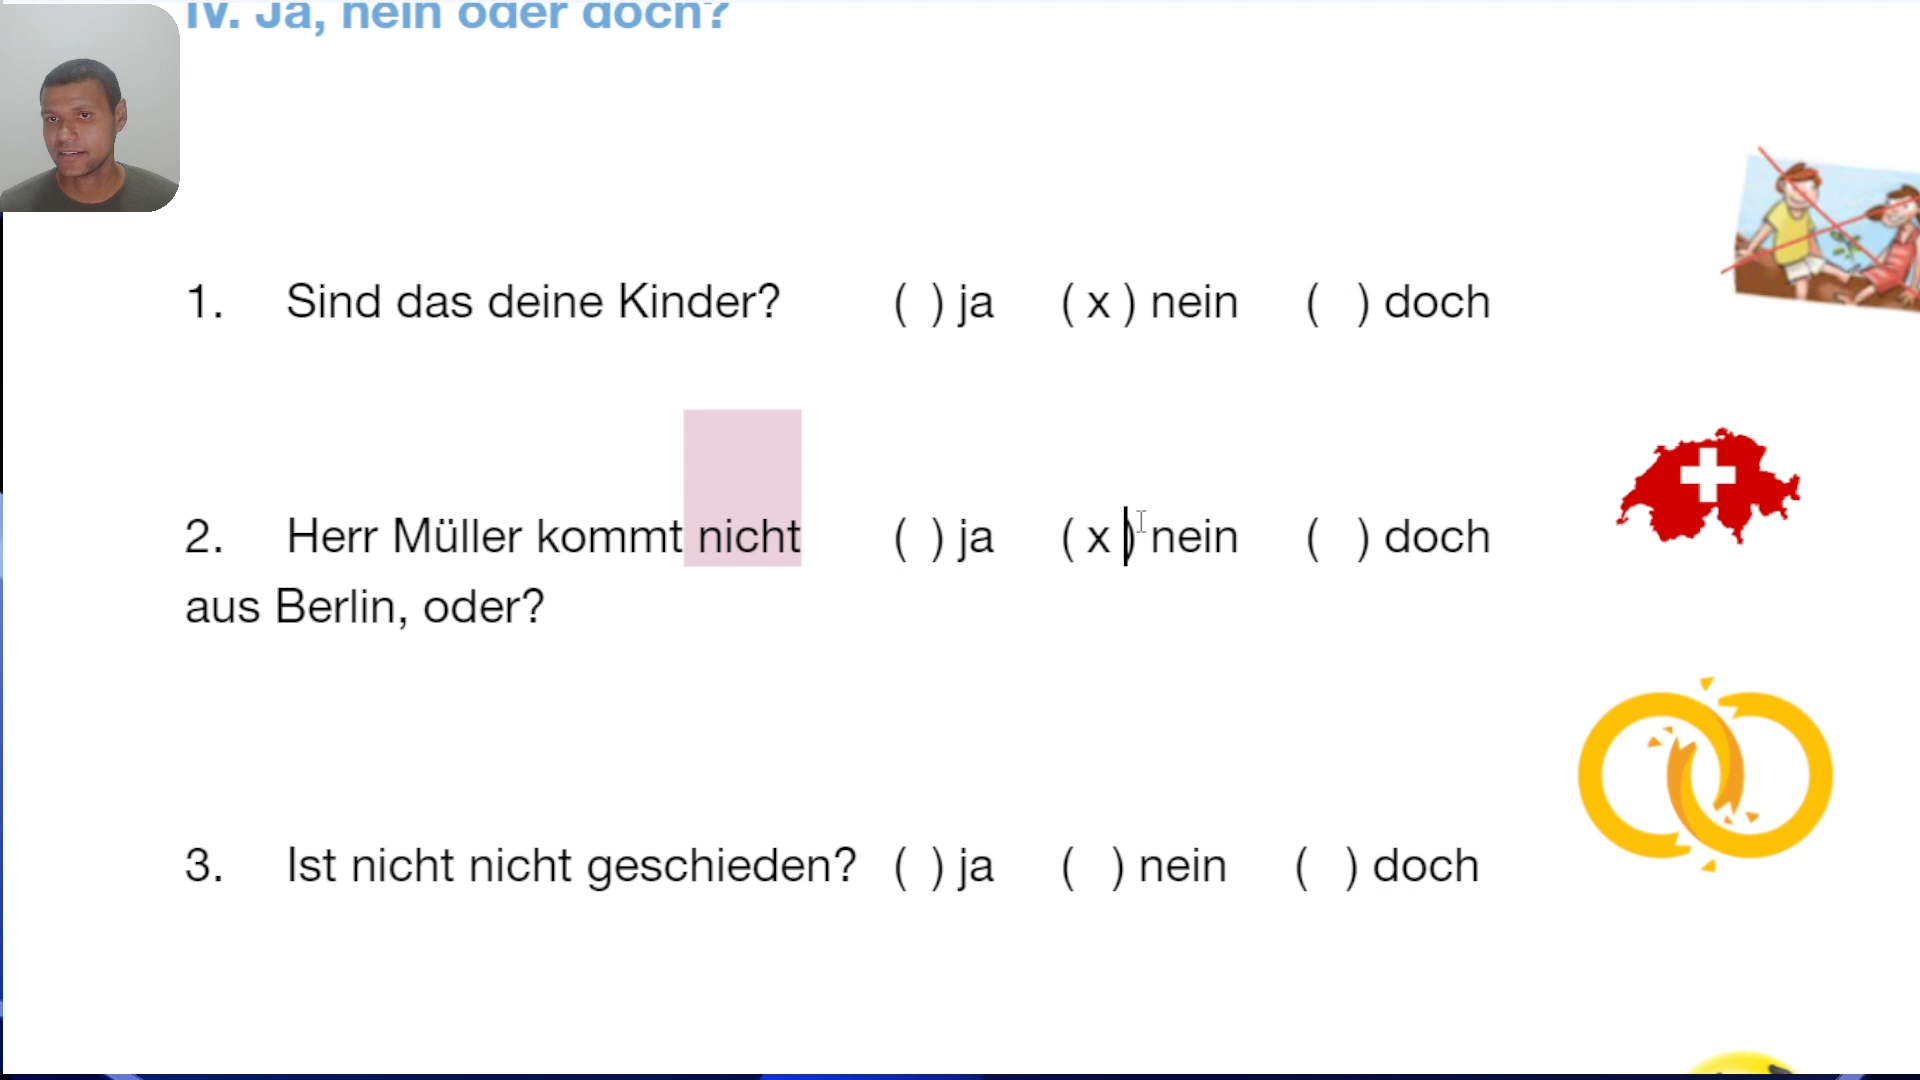 IV. Ja, nein oder doch?
1. Sind das deine Kinder? ( ) ja ( x ) nein ( ) doch
2. Herr Müller kommt nicht ( ) ja ( x ) nein ( ) doch
aus Berlin, oder?
3. Ist nicht nicht geschieden? ( ) ja ( ) nein ( ) doch